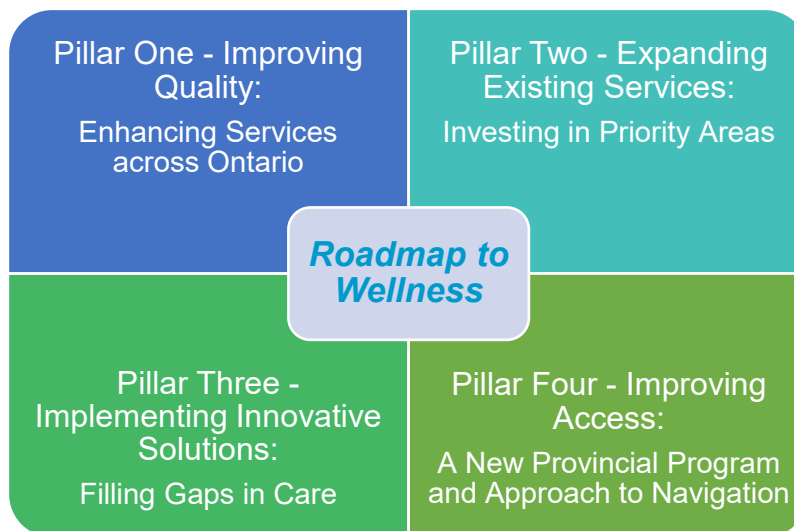 Pillar One - Improving
Quality:
Enhancing Services
across Ontario
Pillar Two - Expanding
Existing Services:
Investing in Priority Areas
Roadmap to
Wellness
Pillar Three -
Implementing Innovative
Solutions:
Filling Gaps in Care
Pillar Four - Improving
Access:
A New Provincial Program
and Approach to Navigation